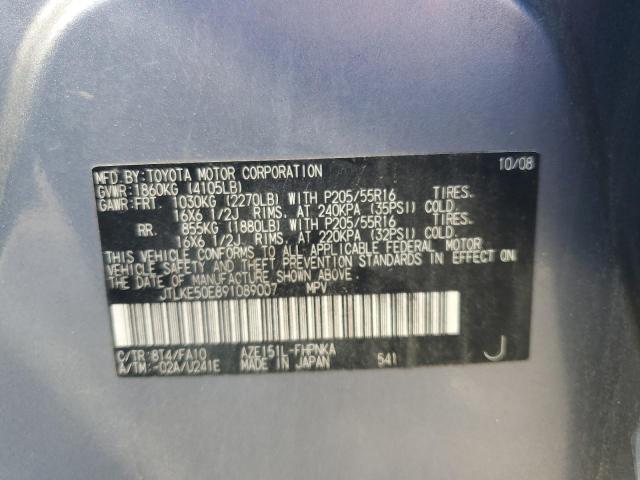 MFD. BY: TOYOTA MOTOR CORPORATION 10/08
GVWR: 1860KG (4105LB)
GAWR: FRT. 1030KG (2270LB) WITH P205/55R16 TIRES.
16X6 1/2J RIMS. AT 240KPA (35PSI) COLD.
RR. 855KG (1880LB) WITH P205/55R16 TIRES.
16X6 1/2J RIMS. AT 220KPA (32PSI) COLD.
THIS VEHICLE CONFORMS TO ALL APPLICABLE FEDERAL MOTOR
VEHICLE SAFETY AND THEFT PREVENTION STANDARDS IN EFFECT ON
THE DATE OF MANUFACTURE SHOWN ABOVE.
JTLKE50E891089007 MPV
C/TR: 8T4/FA10 AZE151L-FHPNKA
A/TM: -02A/U241E MADE IN JAPAN 541 J